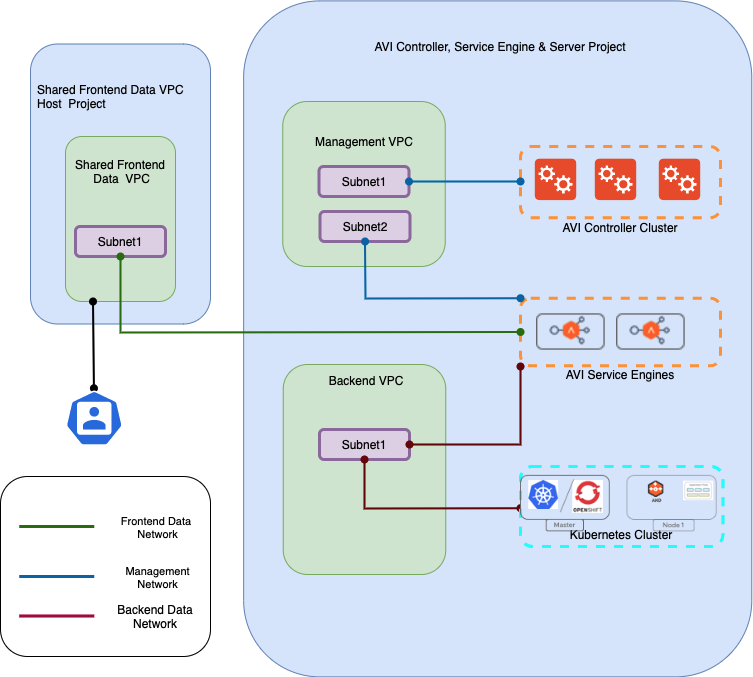 AVI Controller, Service Engine & Server Project
Shared Frontend Data VPC
Host Project
Shared Frontend
Data VPC
Subnet1
Management VPC
Subnet1
Subnet2
AVI Controller Cluster
AVI Service Engines
Backend VPC
Subnet1
OPENSHIFT
Master
AKO
Node 1
Kubernetes Cluster
Frontend Data
Network
Management
Network
Backend Data
Network